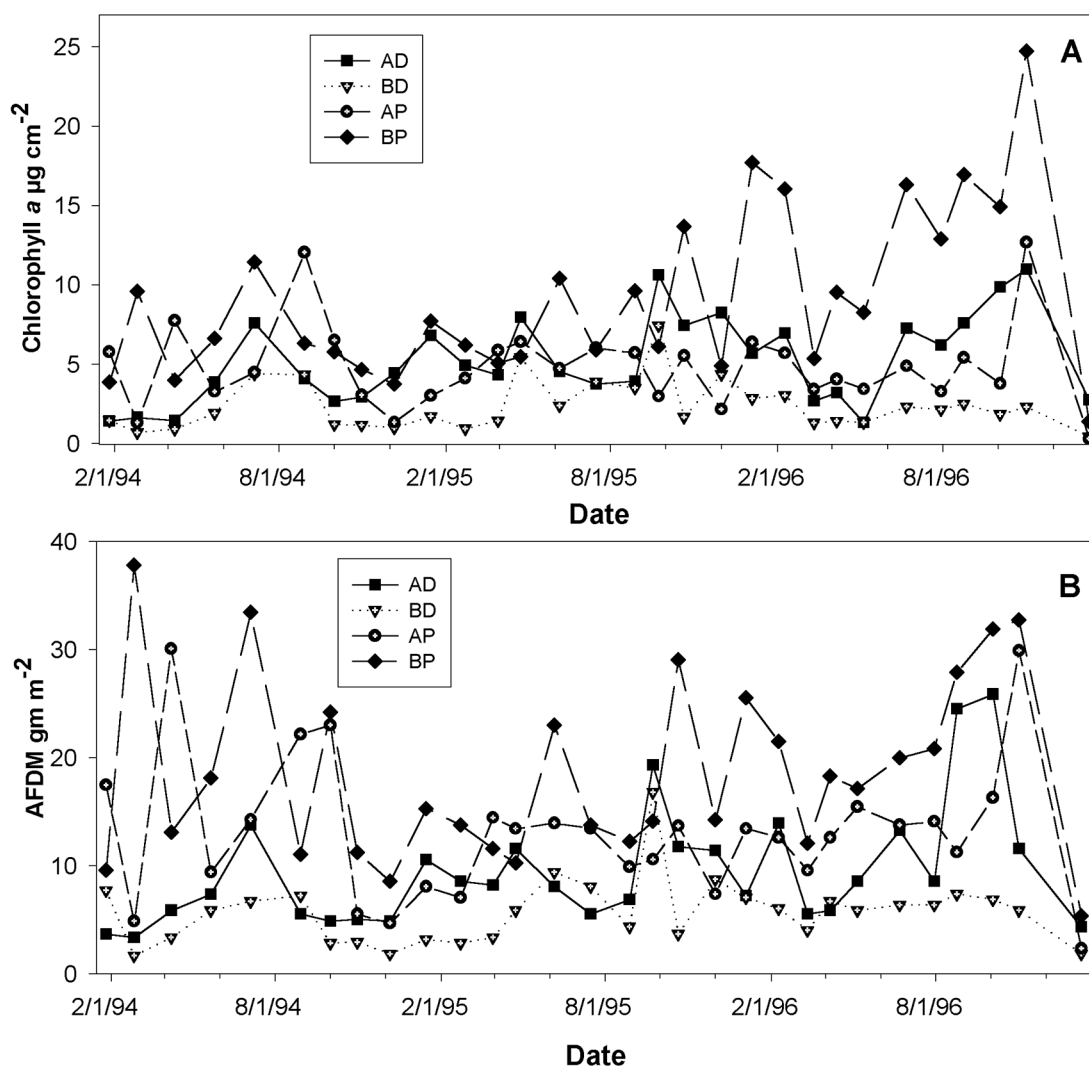 A
AD
BD
AP
BP
Chlorophyll a µg cm-2
25
20
15
10
5
0
2/1/94 8/1/94 2/1/95 8/1/95 2/1/96 8/1/96
Date
B
AD
BD
AP
BP
AFDM gm m-2
40
30
20
10
0
2/1/94 8/1/94 2/1/95 8/1/95 2/1/96 8/1/96
Date